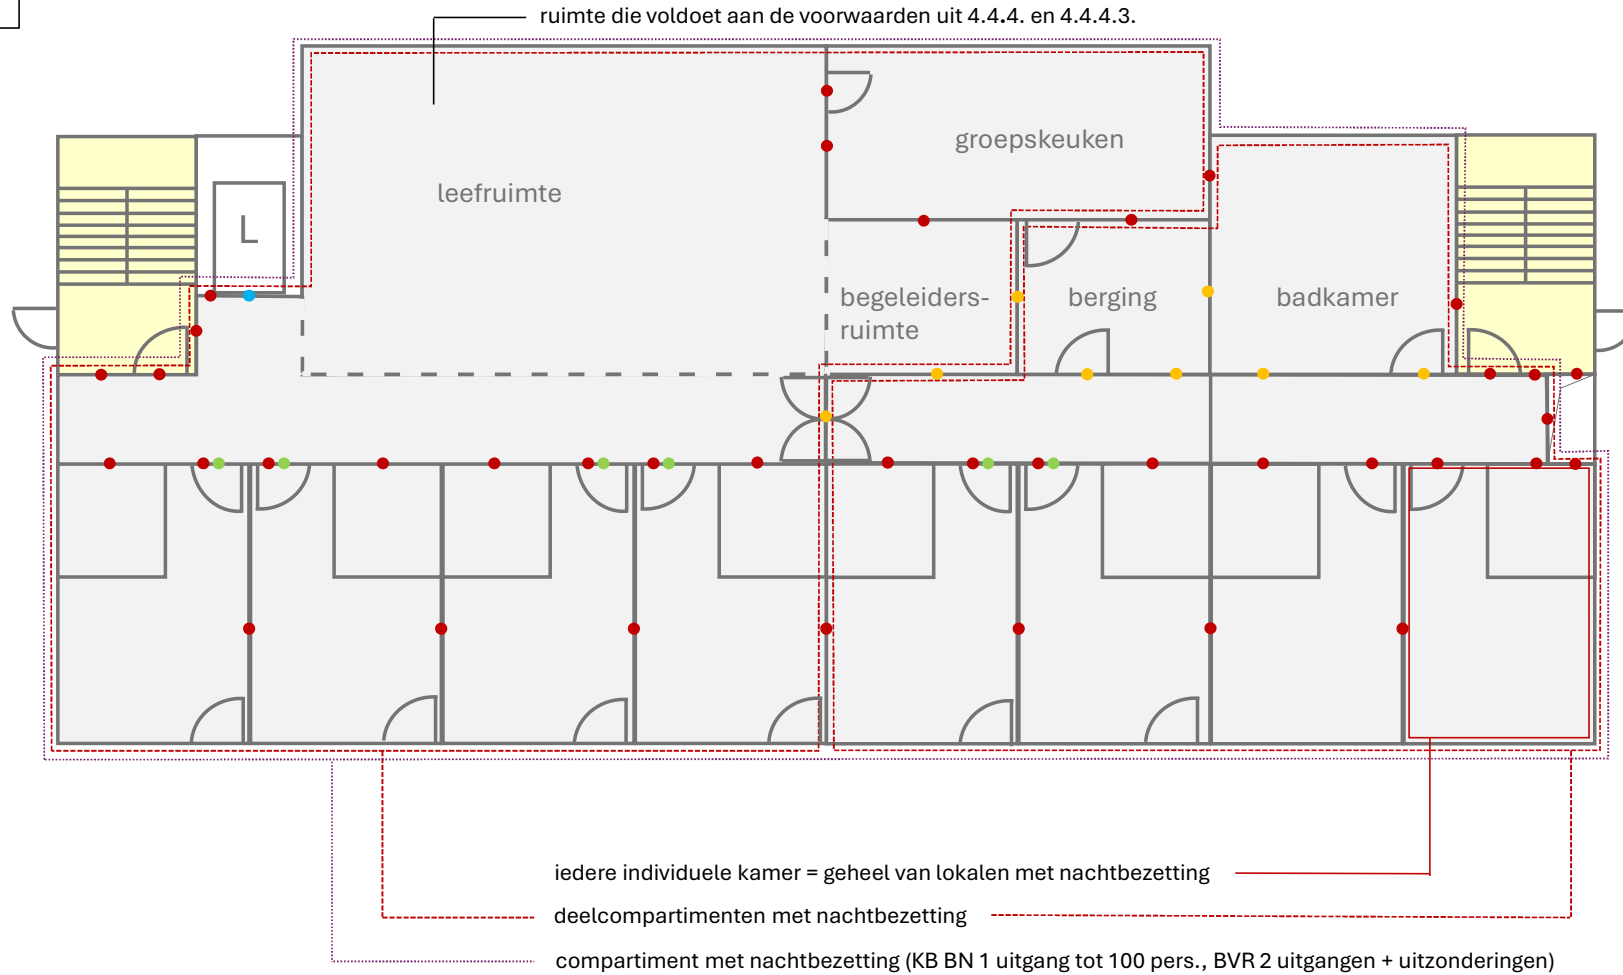 ruimte die voldoet aan de voorwaarden uit 4.4.4. en 4.4.4.3.
groepskeuken
leefruimte
L
begeleiders-
ruimte
berging
badkamer
iedere individuele kamer = geheel van lokalen met nachtbezetting
deelcompartimenten met nachtbezetting
compartiment met nachtbezetting (KB BN 1 uitgang tot 100 pers., BVR 2 uitgangen + uitzonderingen)